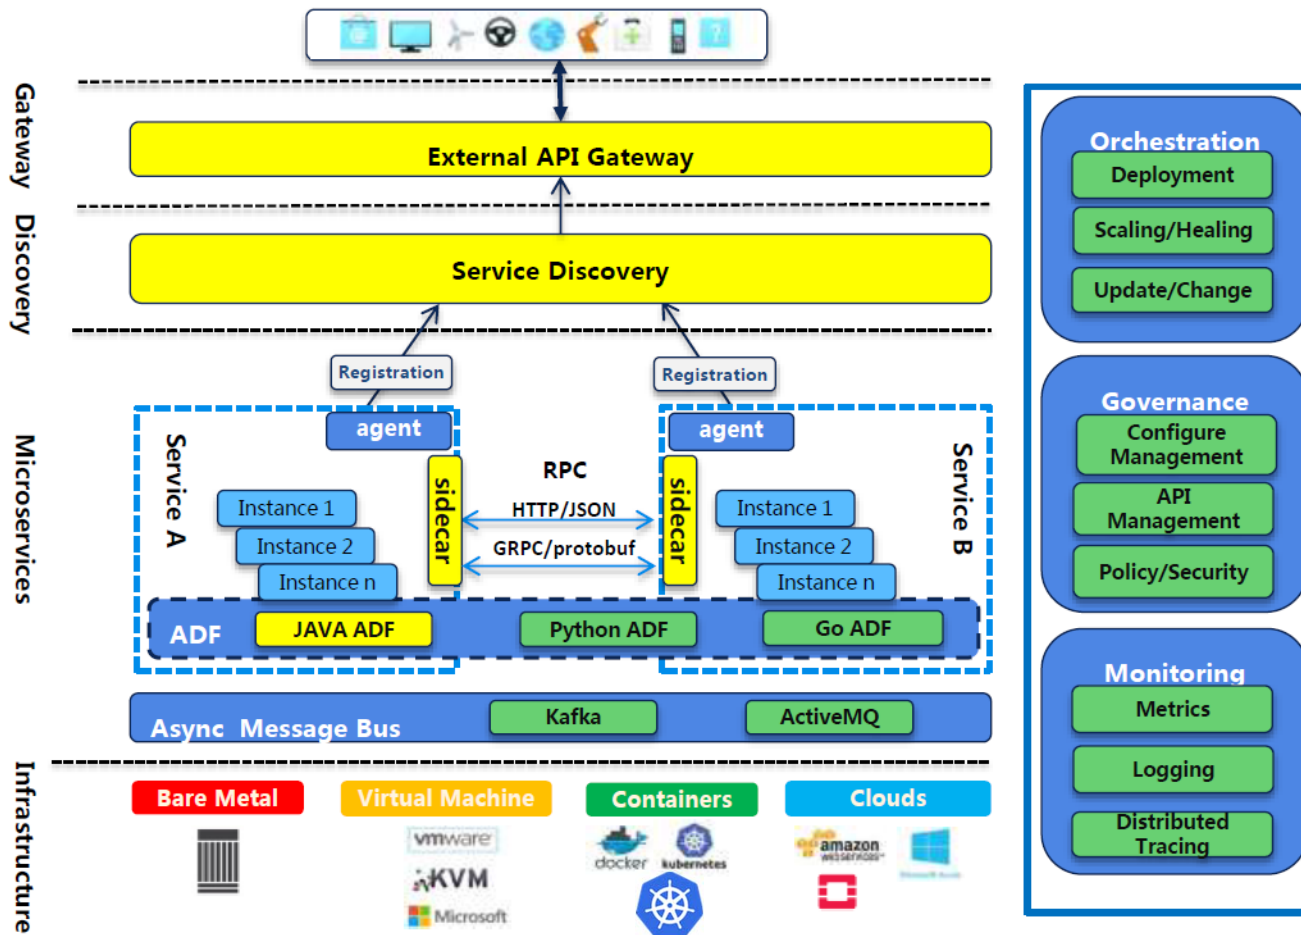 Gateway
External API Gateway
Discovery
Service Discovery
Registration
Registration
Microservices
Service A
agent
sidecar
Instance 1
Instance 2
Instance n
RPC
HTTP/JSON
GRPC/protobuf
agent
sidecar
Service B
Instance 1
Instance 2
Instance n
ADF
JAVA ADF
Python ADF
Go ADF
Async Message Bus
Kafka
ActiveMQ
Infrastructure
Bare Metal
Virtual Machine
Containers
Clouds
vmware
KVM
Microsoft
docker
kubernetes
amazon
webservices
Orchestration
Deployment
Scaling/Healing
Update/Change
Governance
Configure
Management
API
Management
Policy/Security
Monitoring
Metrics
Logging
Distributed
Tracing